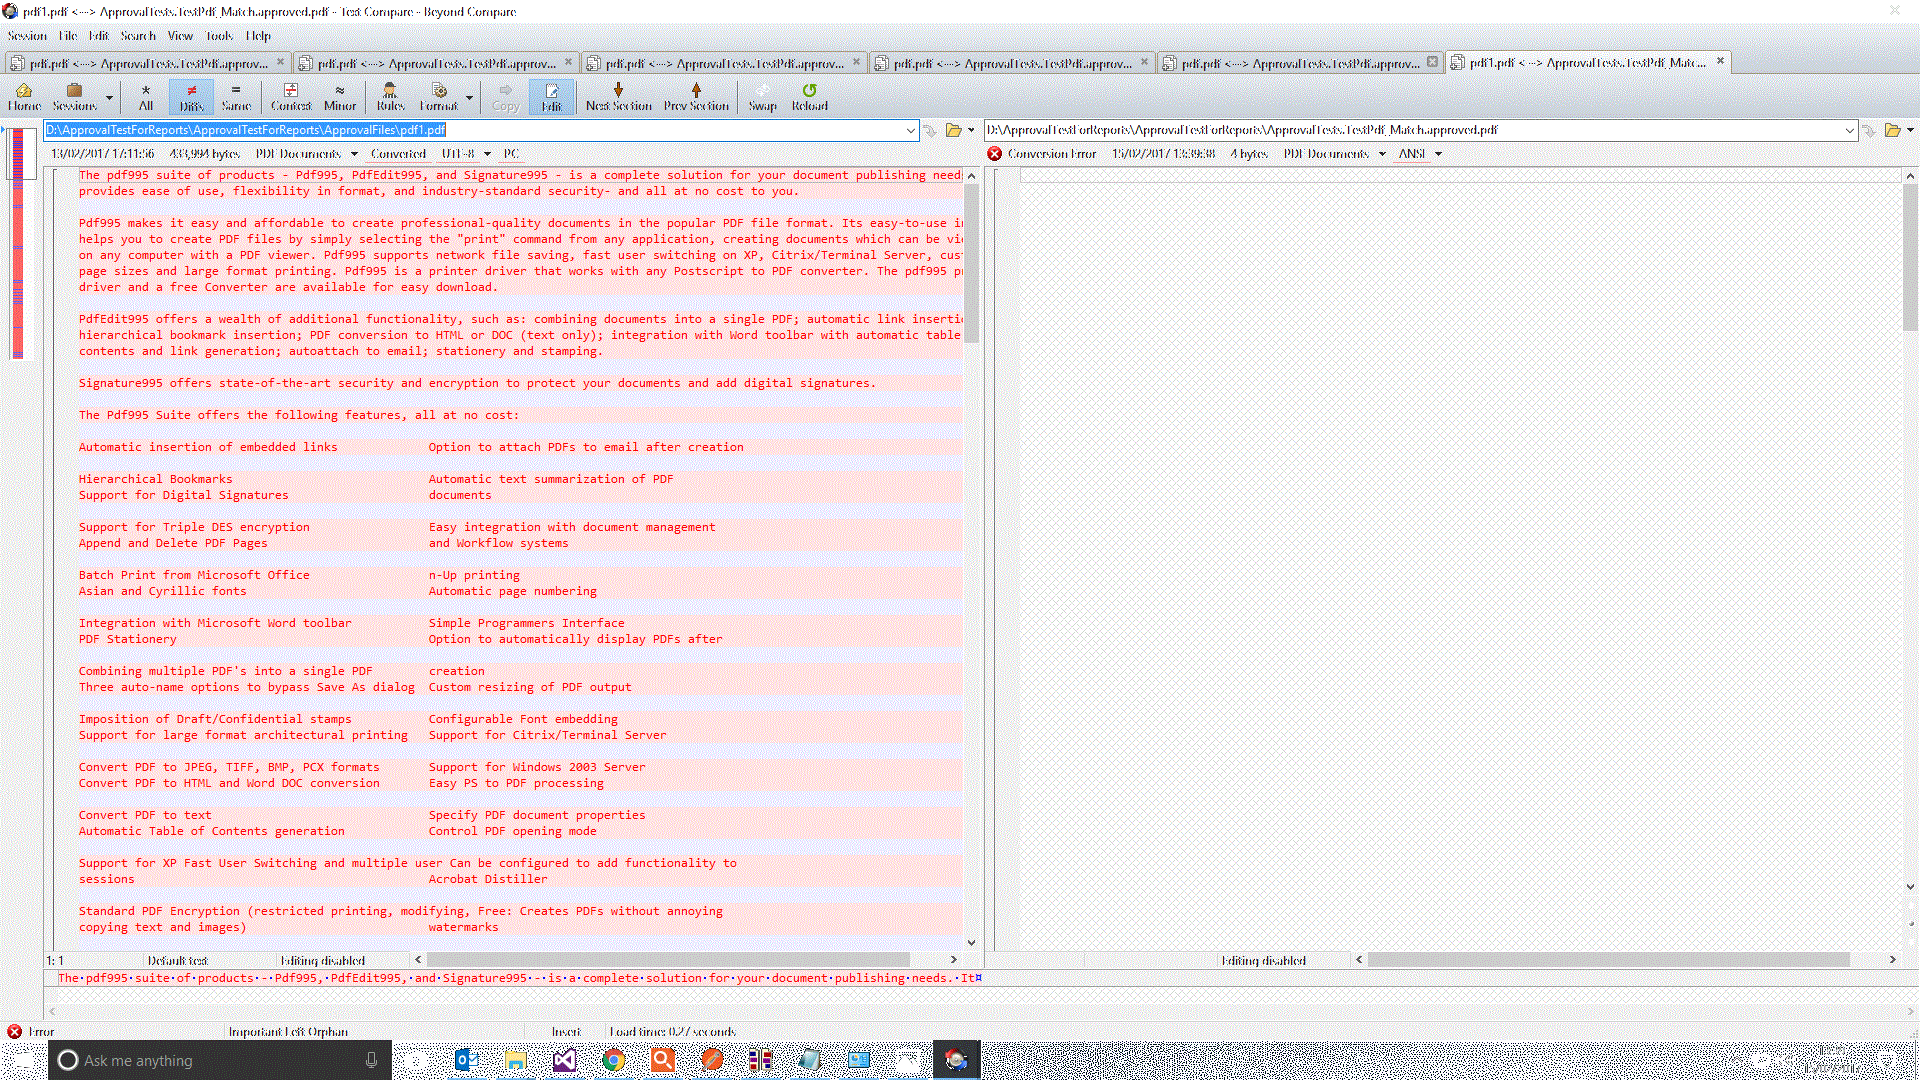 pdf1.pdf <---> ApprovalTests.TestPdf_Match.approved.pdf - Text Compare - Beyond Compare
Session File Edit Search View Tools Help
pdf.pdf <---> ApprovalTests.TestPdf.approv... pdf.pdf <---> ApprovalTests.TestPdf.approv... pdf.pdf <---> ApprovalTests.TestPdf.approv... pdf.pdf <---> ApprovalTests.TestPdf.approv... pdf.pdf <---> ApprovalTests.TestPdf.approv... pdf1.pdf <---> ApprovalTests.TestPdf_Matc...
Home Sessions All Diffs Same Context Minor Rules Format Copy Edit Next Section Prev Section Swap Reload
D:\ApprovalTestForReports\ApprovalTestForReports\ApprovalFiles\pdf1.pdf
13/02/2017 17:11:56 433,994 bytes PDF Documents Converted UTF-8 PC
The pdf995 suite of products - Pdf995, PdfEdit995, and Signature995 - is a complete solution for your document publishing need
provides ease of use, flexibility in format, and industry-standard security- and all at no cost to you.
Pdf995 makes it easy and affordable to create professional-quality documents in the popular PDF file format. Its easy-to-use i
helps you to create PDF files by simply selecting the "print" command from any application, creating documents which can be vi
on any computer with a PDF viewer. Pdf995 supports network file saving, fast user switching on XP, Citrix/Terminal Server, cus
page sizes and large format printing. Pdf995 is a printer driver that works with any Postscript to PDF converter. The pdf995 p
driver and a free Converter are available for easy download.
PdfEdit995 offers a wealth of additional functionality, such as: combining documents into a single PDF; automatic link inserti
hierarchical bookmark insertion; PDF conversion to HTML or DOC (text only); integration with Word toolbar with automatic table
contents and link generation; autoattach to email; stationery and stamping.
Signature995 offers state-of-the-art security and encryption to protect your documents and add digital signatures.
The Pdf995 Suite offers the following features, all at no cost:
Automatic insertion of embedded links Option to attach PDFs to email after creation
Hierarchical Bookmarks Automatic text summarization of PDF
Support for Digital Signatures documents
Support for Triple DES encryption Easy integration with document management
Append and Delete PDF Pages and Workflow systems
Batch Print from Microsoft Office n-Up printing
Asian and Cyrillic fonts Automatic page numbering
Integration with Microsoft Word toolbar Simple Programmers Interface
PDF Stationery Option to automatically display PDFs after
Combining multiple PDF's into a single PDF creation
Three auto-name options to bypass Save As dialog Custom resizing of PDF output
Imposition of Draft/Confidential stamps Configurable Font embedding
Support for large format architectural printing Support for Citrix/Terminal Server
Convert PDF to JPEG, TIFF, BMP, PCX formats Support for Windows 2003 Server
Convert PDF to HTML and Word DOC conversion Easy PS to PDF processing
Convert PDF to text Specify PDF document properties
Automatic Table of Contents generation Control PDF opening mode
Support for XP Fast User Switching and multiple user Can be configured to add functionality to
sessions Acrobat Distiller
Standard PDF Encryption (restricted printing, modifying, Free: Creates PDFs without annoying
copying text and images) watermarks
1: 1 Default text Editing disabled
D:\ApprovalTestForReports\ApprovalTestForReports\ApprovalTests.TestPdf_Match.approved.pdf
Conversion Error 15/02/2017 13:39:38 4 bytes PDF Documents ANSI
Editing disabled
The pdf995 suite of products - Pdf995, PdfEdit995, and Signature995 - is a complete solution for your document publishing needs. It
Error Important Left Orphan Insert Load time: 0.27 seconds
Ask me anything